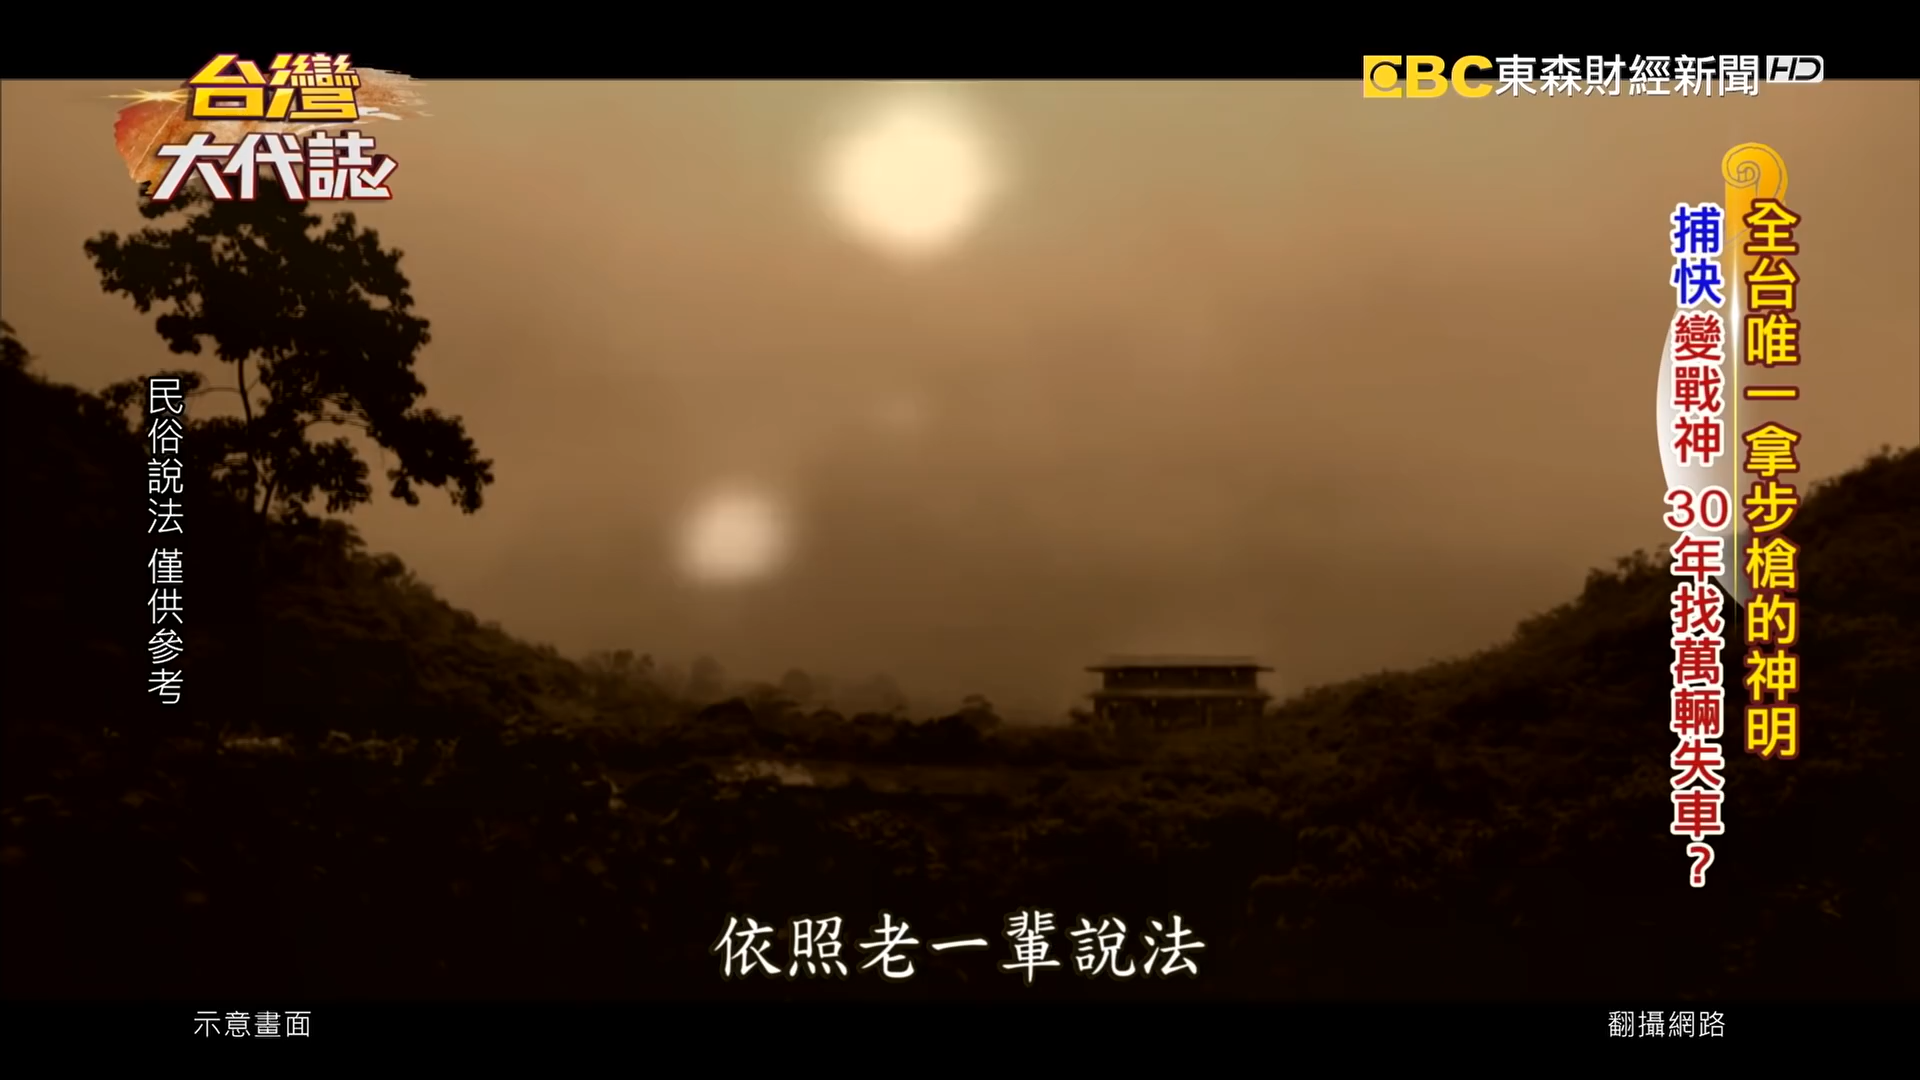 台灣
大代誌
EBC東森財經新聞HD
全台唯一拿步槍的神明
捕快變戰神 30年找萬輛失車？
民俗說法 僅供參考
依照老一輩說法
示意畫面
翻攝網路